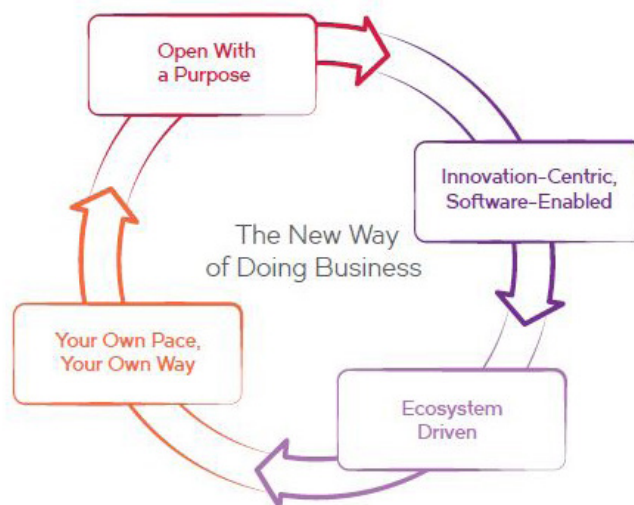 Open With
a Purpose
Innovation-Centric,
Software-Enabled
The New Way
of Doing Business
Your Own Pace,
Your Own Way
Ecosystem
Driven